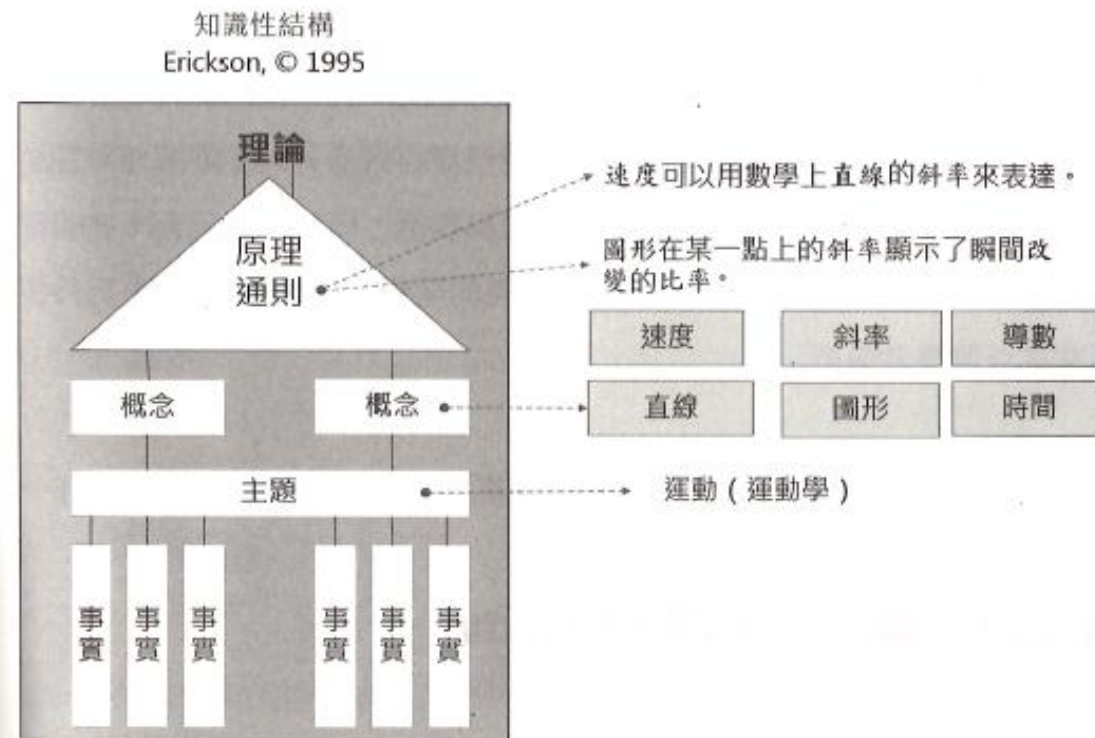 知識性結構
Erickson, © 1995
理論
原理
通則
速度可以用數學上直線的斜率來表達。
圖形在某一點上的斜率顯示了瞬間改
變的比率。
速度 斜率 導數
概念 概念
直線 圖形 時間
主題
運動（運動學）
事實 事實 事實 事實 事實 事實